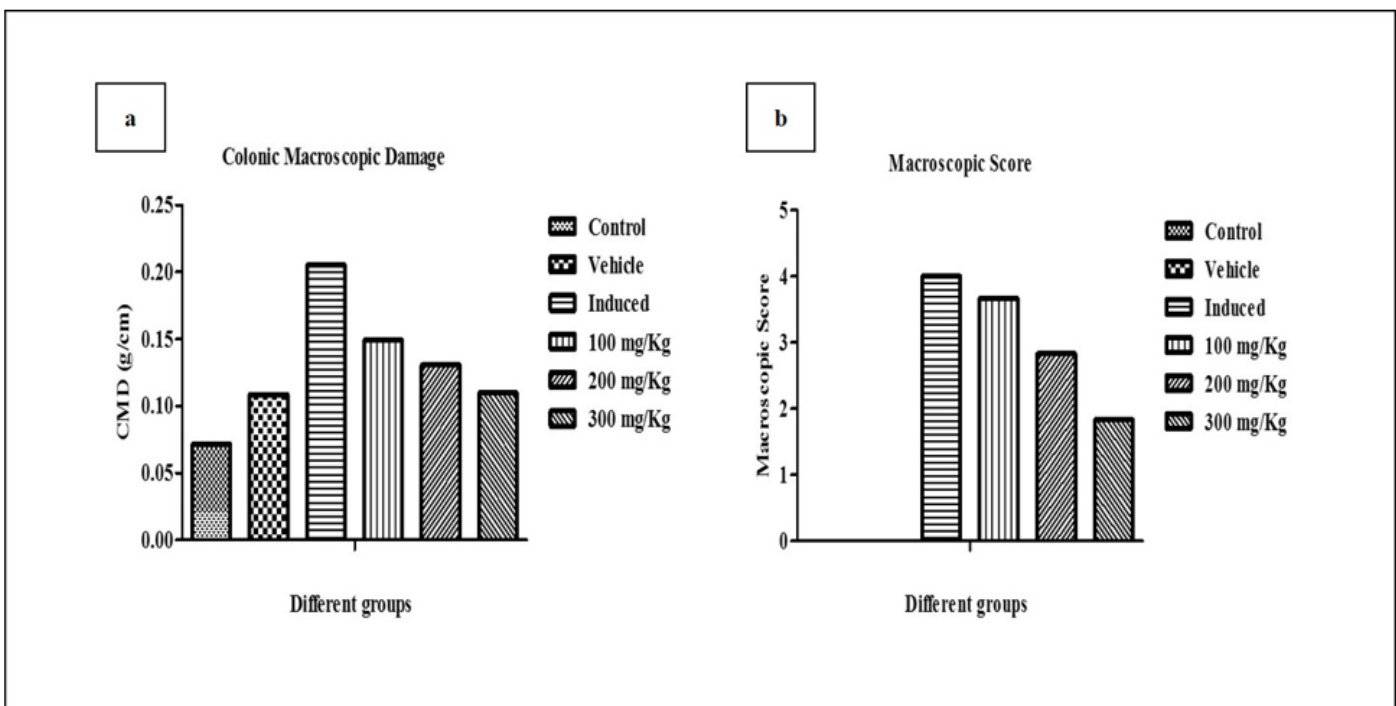 a
Colonic Macroscopic Damage
CMD (g/cm)
0.25
0.20
0.15
0.10
0.05
0.00
Different groups
Control
Vehicle
Induced
100 mg/Kg
200 mg/Kg
300 mg/Kg
b
Macroscopic Score
Macroscopic Score
5
4
3
2
1
0
Different groups
Control
Vehicle
Induced
100 mg/Kg
200 mg/Kg
300 mg/Kg